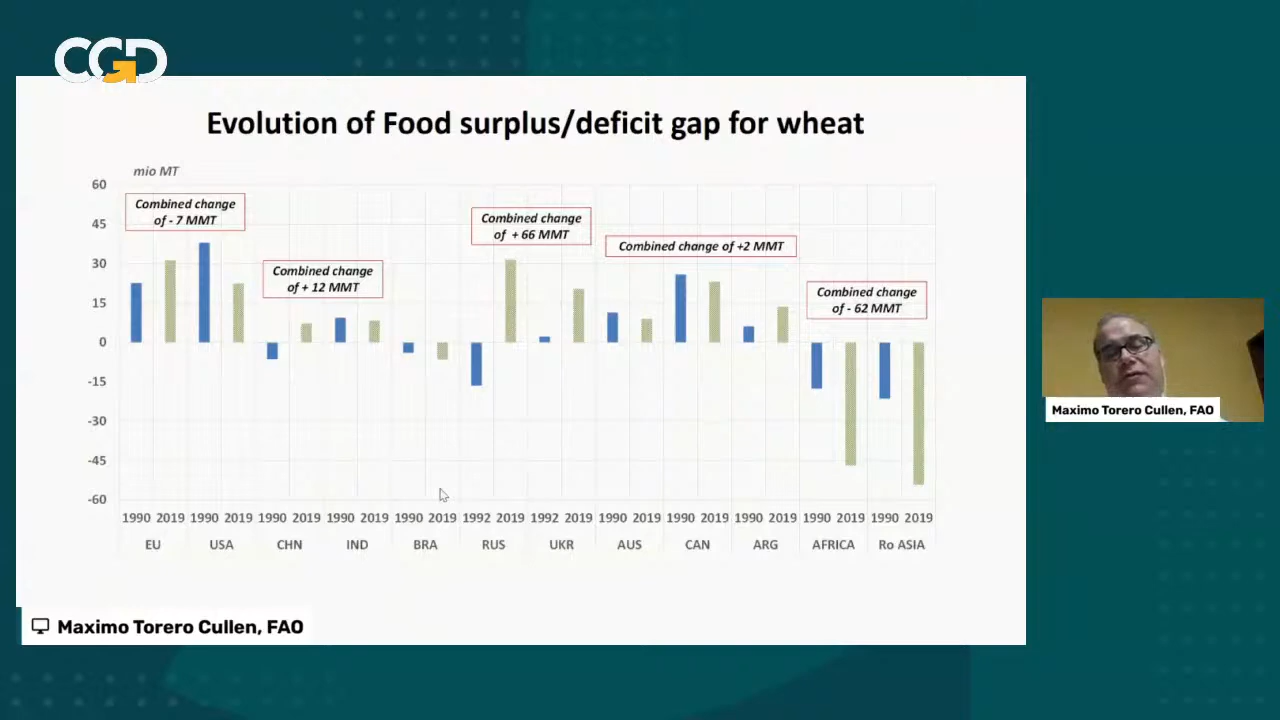 CGD
Evolution of Food surplus/deficit gap for wheat
mio MT
60
45
30
15
0
-15
-30
-45
-60
Combined change
of - 7 MMT
Combined change
of + 12 MMT
Combined change
of + 66 MMT
Combined change of +2 MMT
Combined change
of - 62 MMT
1990 2019 1990 2019 1990 2019 1990 2019 1990 2019 1992 2019 1992 2019 1990 2019 1990 2019 1990 2019 1990 2019 1990 2019
EU USA CHN IND BRA RUS UKR AUS CAN ARG AFRICA Ro ASIA
Maximo Torero Cullen, FAO
Maximo Torero Cullen, FAO